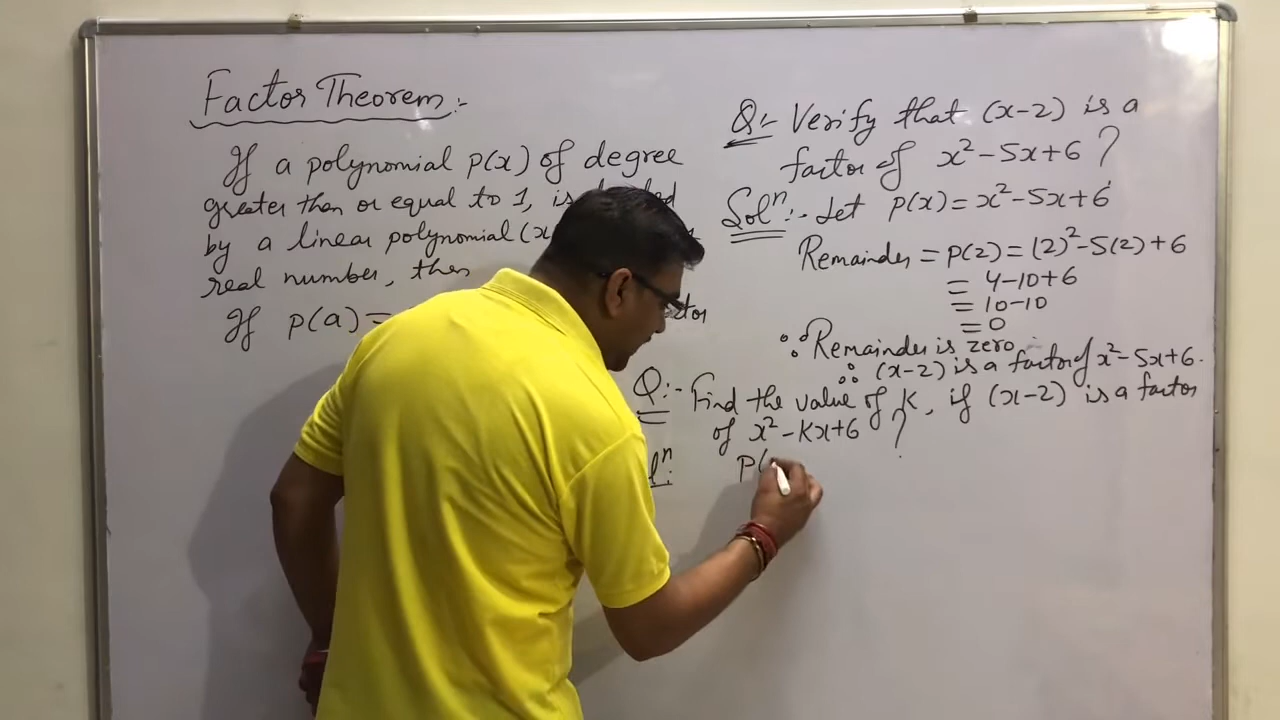 Factor Theorem:-
If a polynomial p(x) of degree
greater than or equal to 1, is
by a linear polynomial (x
real number, then
If p(a) =
Q:- Verify that (x-2) is a
factor of x² - 5x + 6 ?
Solⁿ:- Let p(x) = x² - 5x + 6
Remainder = p(2) = (2)² - 5(2) + 6
= 4 - 10 + 6
= 10 - 10
= 0
∵ Remainder is zero
∴ (x-2) is a factor of x² - 5x + 6.
Q:- Find the value of K, if (x-2) is a factor
of x² - Kx + 6 ?
P(